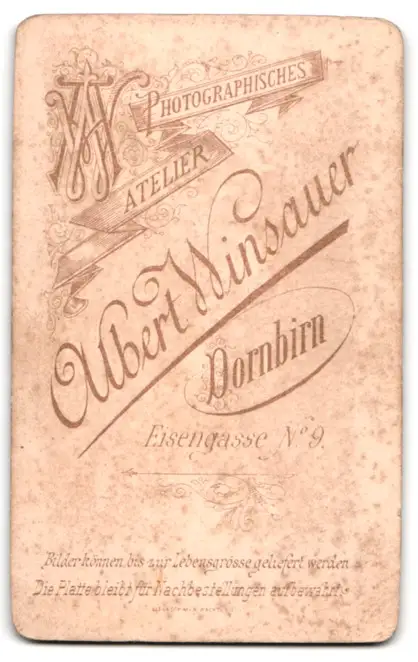 AW
PHOTOGRAPHISCHES
ATELIER
Albert Winsauer
Dornbirn
Eisengasse No 9.
Bilder können bis zur Lebensgrösse geliefert werden
Die Platte bleibt für Nachbestellungen aufbewahrt.